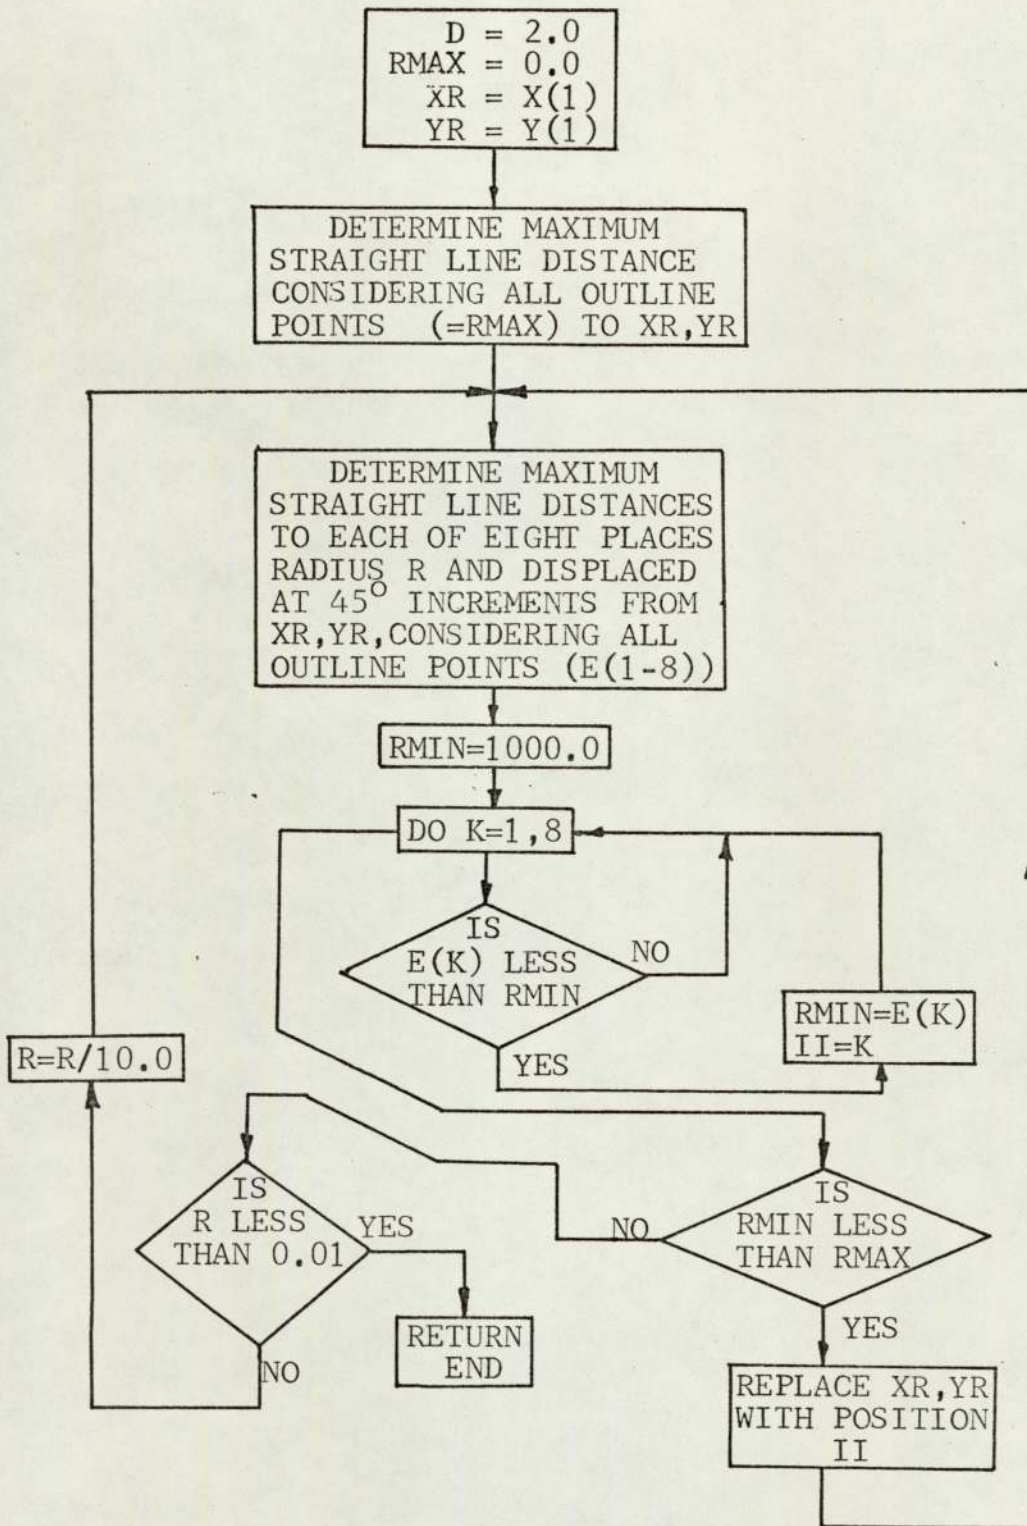 D = 2.0
RMAX = 0.0
XR = X(1)
YR = Y(1)
DETERMINE MAXIMUM
STRAIGHT LINE DISTANCE
CONSIDERING ALL OUTLINE
POINTS (=RMAX) TO XR,YR
DETERMINE MAXIMUM
STRAIGHT LINE DISTANCES
TO EACH OF EIGHT PLACES
RADIUS R AND DISPLACED
AT 45° INCREMENTS FROM
XR,YR,CONSIDERING ALL
OUTLINE POINTS (E(1-8))
RMIN=1000.0
DO K=1,8
IS
E(K) LESS
THAN RMIN
NO
YES
RMIN=E(K)
II=K
R=R/10.0
IS
R LESS
THAN 0.01
YES
NO
RETURN
END
IS
RMIN LESS
THAN RMAX
NO
YES
REPLACE XR,YR
WITH POSITION
II